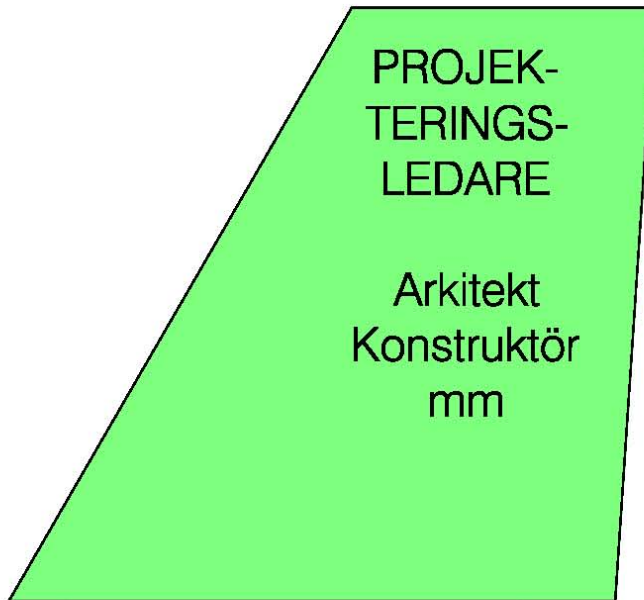 PROJEK-
TERINGS-
LEDARE
Arkitekt
Konstruktör
mm